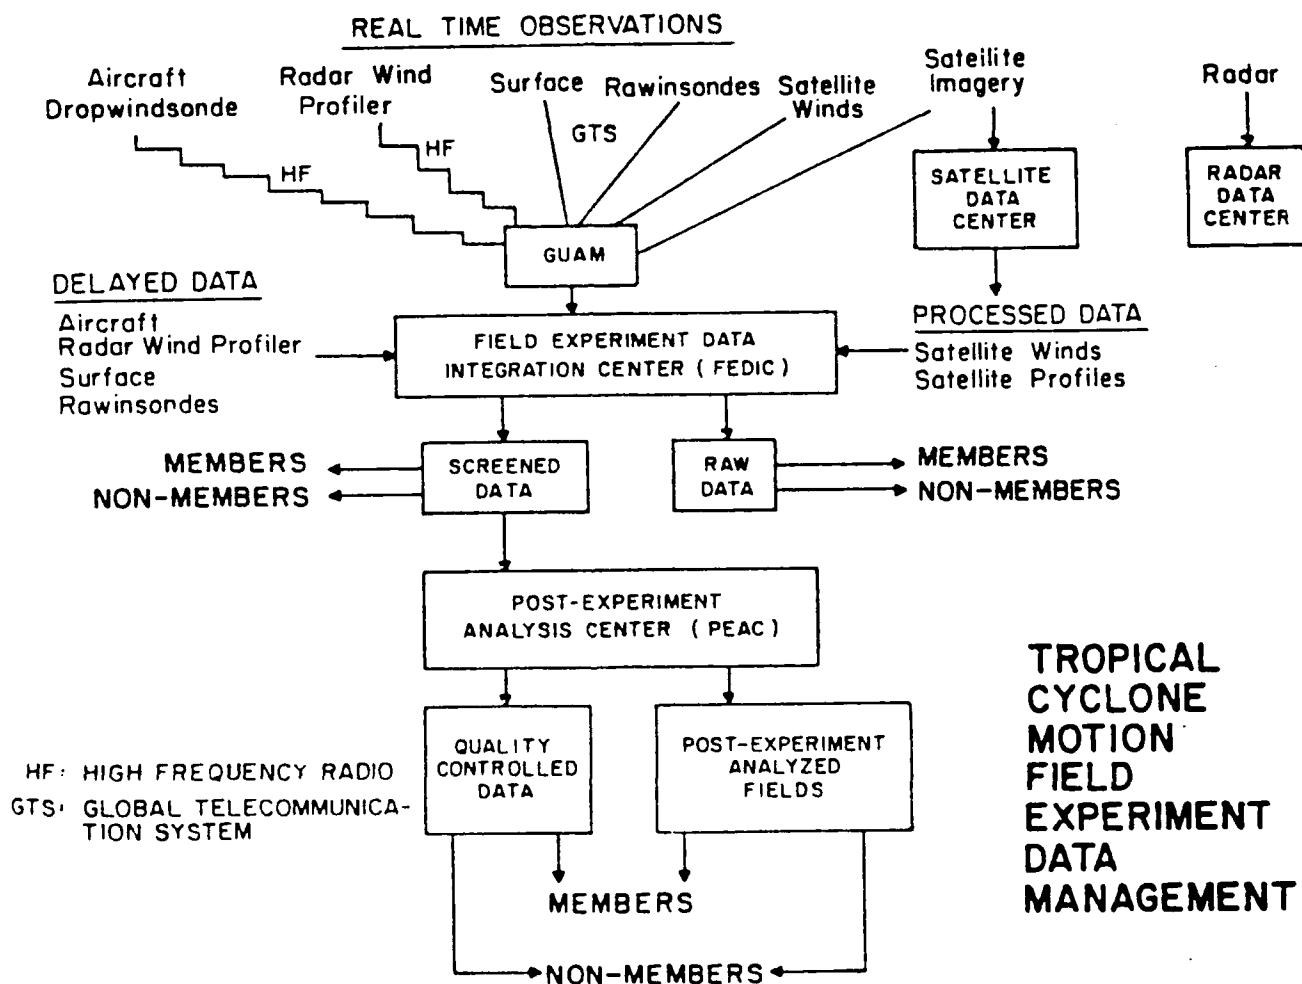 REAL TIME OBSERVATIONS
Aircraft
Dropwindsonde
Radar Wind
Profiler
Surface
Rawinsondes
Satellite
Winds
Satellite
Imagery
Radar
HF
HF
GTS
GUAM
SATELLITE
DATA
CENTER
RADAR
DATA
CENTER
DELAYED DATA
Aircraft
Radar Wind Profiler
Surface
Rawinsondes
FIELD EXPERIMENT DATA
INTEGRATION CENTER (FEDIC)
PROCESSED DATA
Satellite Winds
Satellite Profiles
MEMBERS
NON-MEMBERS
SCREENED
DATA
RAW
DATA
MEMBERS
NON-MEMBERS
POST-EXPERIMENT
ANALYSIS CENTER (PEAC)
QUALITY
CONTROLLED
DATA
POST-EXPERIMENT
ANALYZED
FIELDS
HF: HIGH FREQUENCY RADIO
GTS: GLOBAL TELECOMMUNICA-
TION SYSTEM
MEMBERS
NON-MEMBERS
TROPICAL
CYCLONE
MOTION
FIELD
EXPERIMENT
DATA
MANAGEMENT